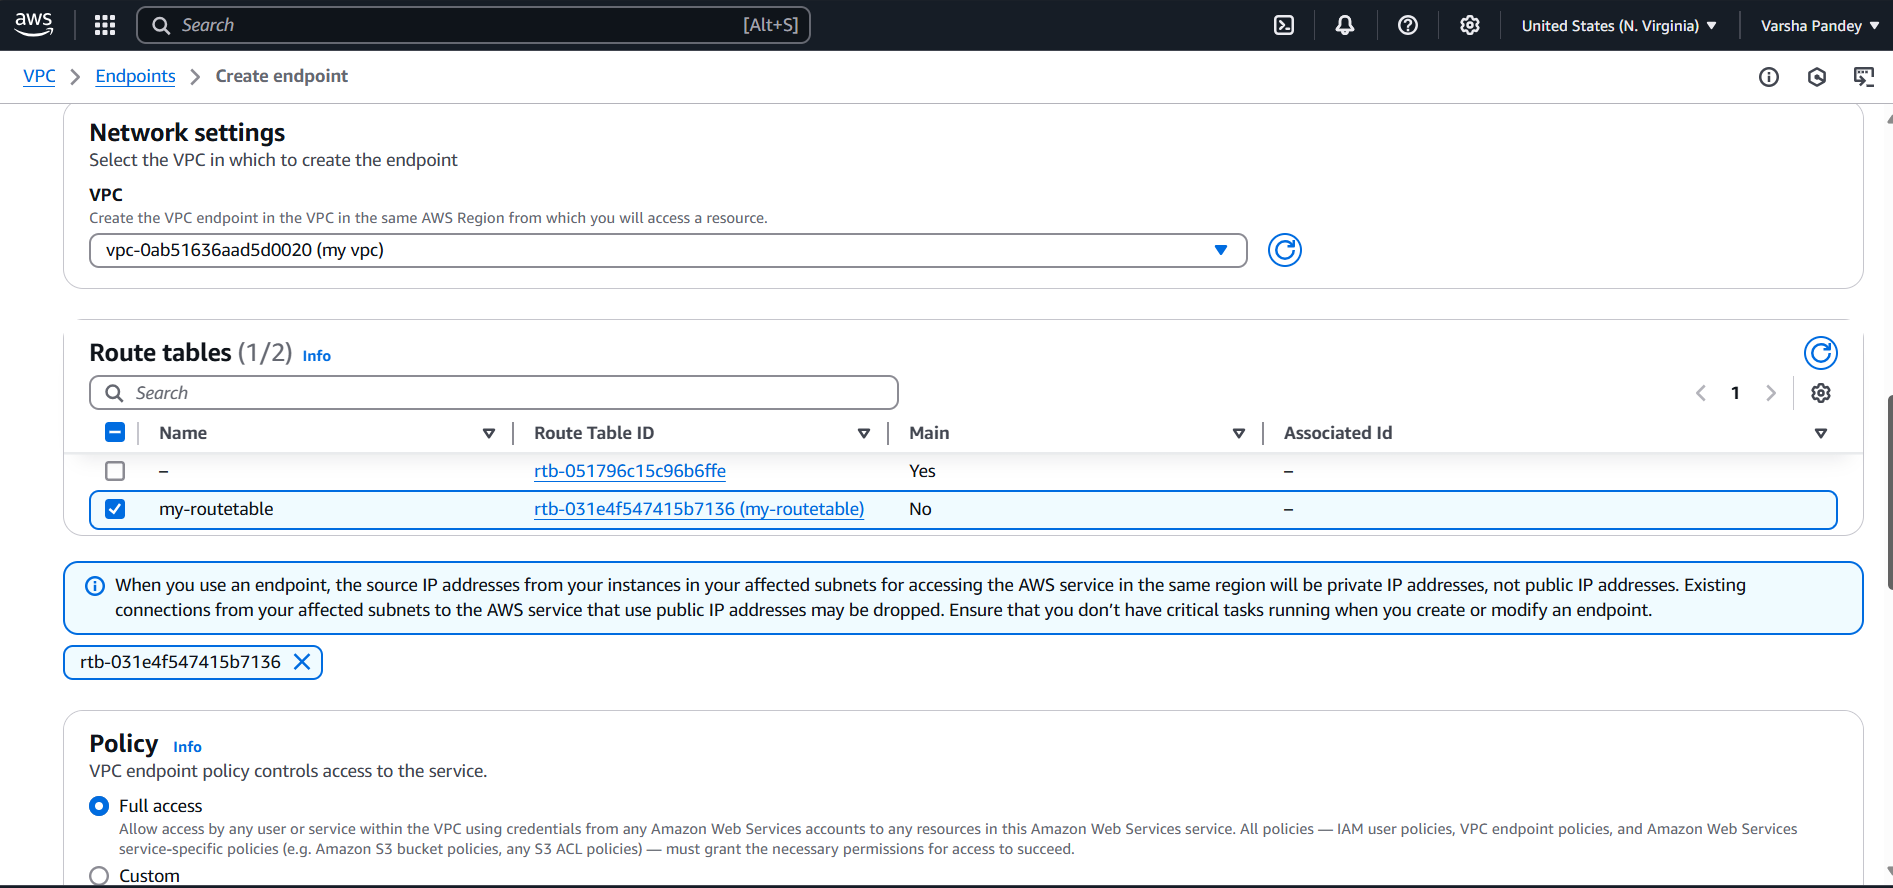 aws
Search [Alt+S] United States (N. Virginia) Varsha Pandey
VPC Endpoints Create endpoint
Network settings
Select the VPC in which to create the endpoint
VPC
Create the VPC endpoint in the VPC in the same AWS Region from which you will access a resource.
vpc-0ab51636aad5d0020 (my vpc)
Route tables (1/2) Info
Search 1
Name Route Table ID Main Associated Id
– rtb-051796c15c96b6ffe Yes –
my-routetable rtb-031e4f547415b7136 (my-routetable) No –
When you use an endpoint, the source IP addresses from your instances in your affected subnets for accessing the AWS service in the same region will be private IP addresses, not public IP addresses. Existing
connections from your affected subnets to the AWS service that use public IP addresses may be dropped. Ensure that you don’t have critical tasks running when you create or modify an endpoint.
rtb-031e4f547415b7136
Policy Info
VPC endpoint policy controls access to the service.
Full access
Allow access by any user or service within the VPC using credentials from any Amazon Web Services accounts to any resources in this Amazon Web Services service. All policies — IAM user policies, VPC endpoint policies, and Amazon Web Services
service-specific policies (e.g. Amazon S3 bucket policies, any S3 ACL policies) — must grant the necessary permissions for access to succeed.
Custom